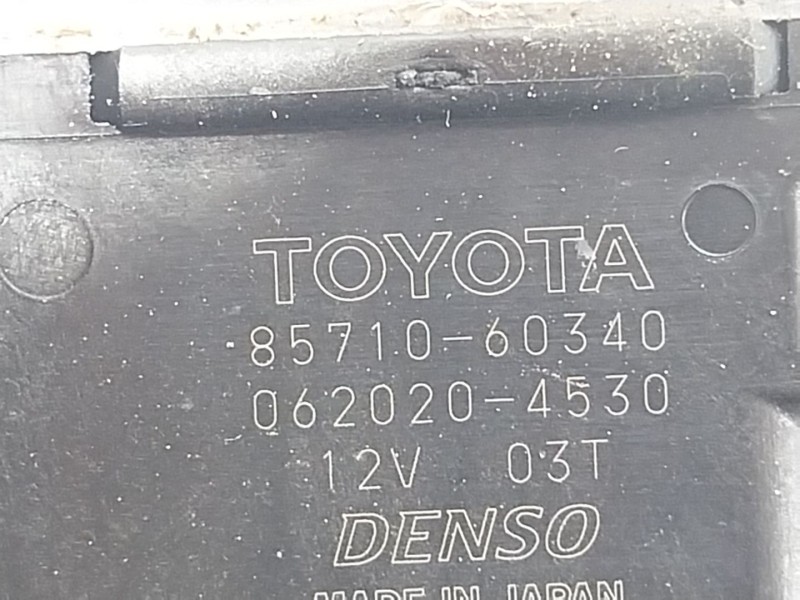 TOYOTA
85710-60340
062020-4530
12V 03T
DENSO
MADE IN JAPAN